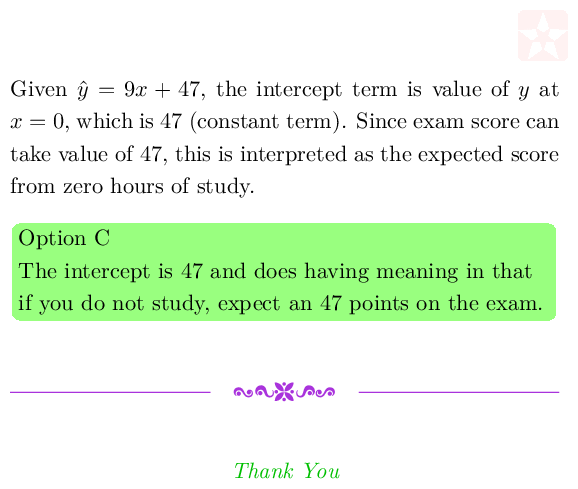 Given ŷ = 9x + 47, the intercept term is value of y at
x = 0, which is 47 (constant term). Since exam score can
take value of 47, this is interpreted as the expected score
from zero hours of study.
Option C
The intercept is 47 and does having meaning in that
if you do not study, expect an 47 points on the exam.
Thank You